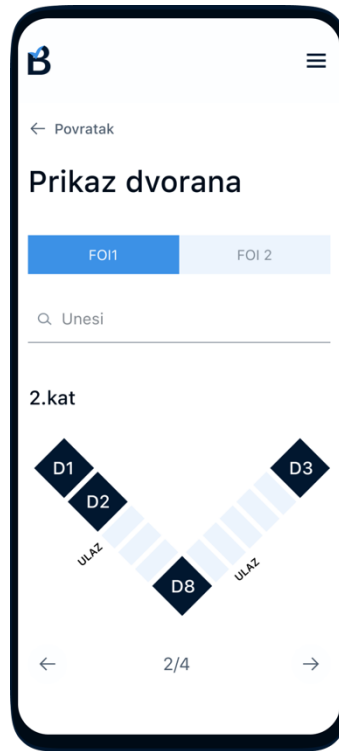 B
Povratak
Prikaz dvorana
FOI1 FOI 2
Unesi
2.kat
D1 D3
D2
ULAZ ULAZ
D8
2/4